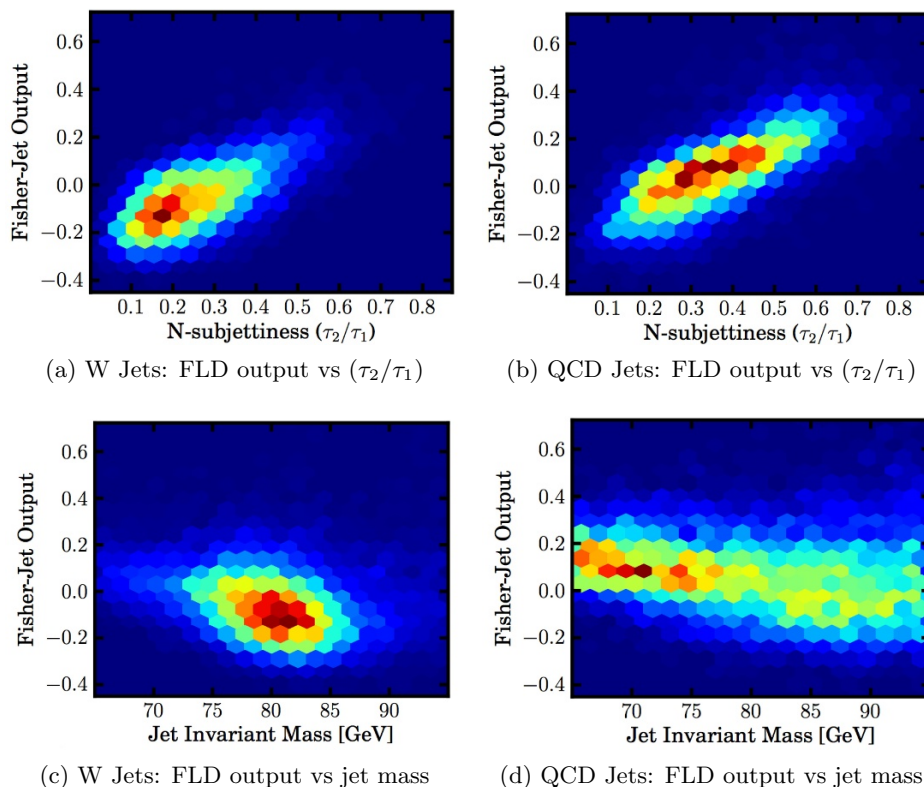 0.6
0.4
0.2
0.0
−0.2
−0.4
Fisher-Jet Output
0.1 0.2 0.3 0.4 0.5 0.6 0.7 0.8
N-subjettiness (τ₂/τ₁)
(a) W Jets: FLD output vs (τ₂/τ₁)
0.6
0.4
0.2
0.0
−0.2
−0.4
Fisher-Jet Output
0.1 0.2 0.3 0.4 0.5 0.6 0.7 0.8
N-subjettiness (τ₂/τ₁)
(b) QCD Jets: FLD output vs (τ₂/τ₁)
0.6
0.4
0.2
0.0
−0.2
−0.4
Fisher-Jet Output
70 75 80 85 90
Jet Invariant Mass [GeV]
(c) W Jets: FLD output vs jet mass
0.6
0.4
0.2
0.0
−0.2
−0.4
Fisher-Jet Output
70 75 80 85 90
Jet Invariant Mass [GeV]
(d) QCD Jets: FLD output vs jet mass